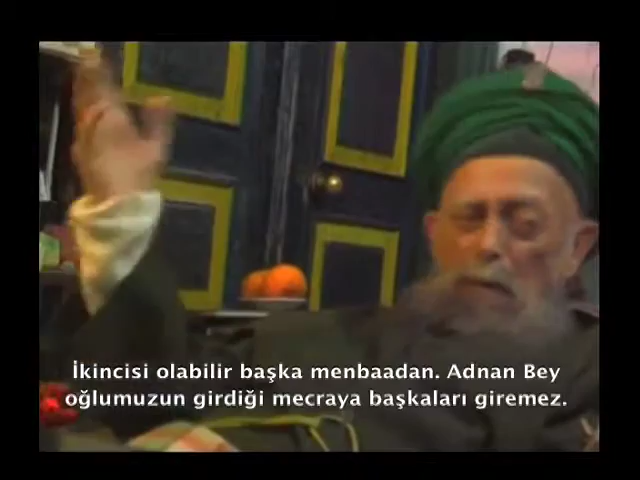 İkincisi olabilir başka menbaadan. Adnan Bey
oğlumuzun girdiği mecraya başkaları giremez.